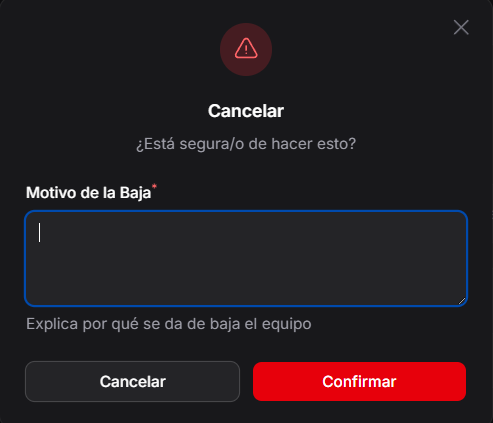 Cancelar
¿Está segura/o de hacer esto?
Motivo de la Baja*
Explica por qué se da de baja el equipo
Cancelar
Confirmar